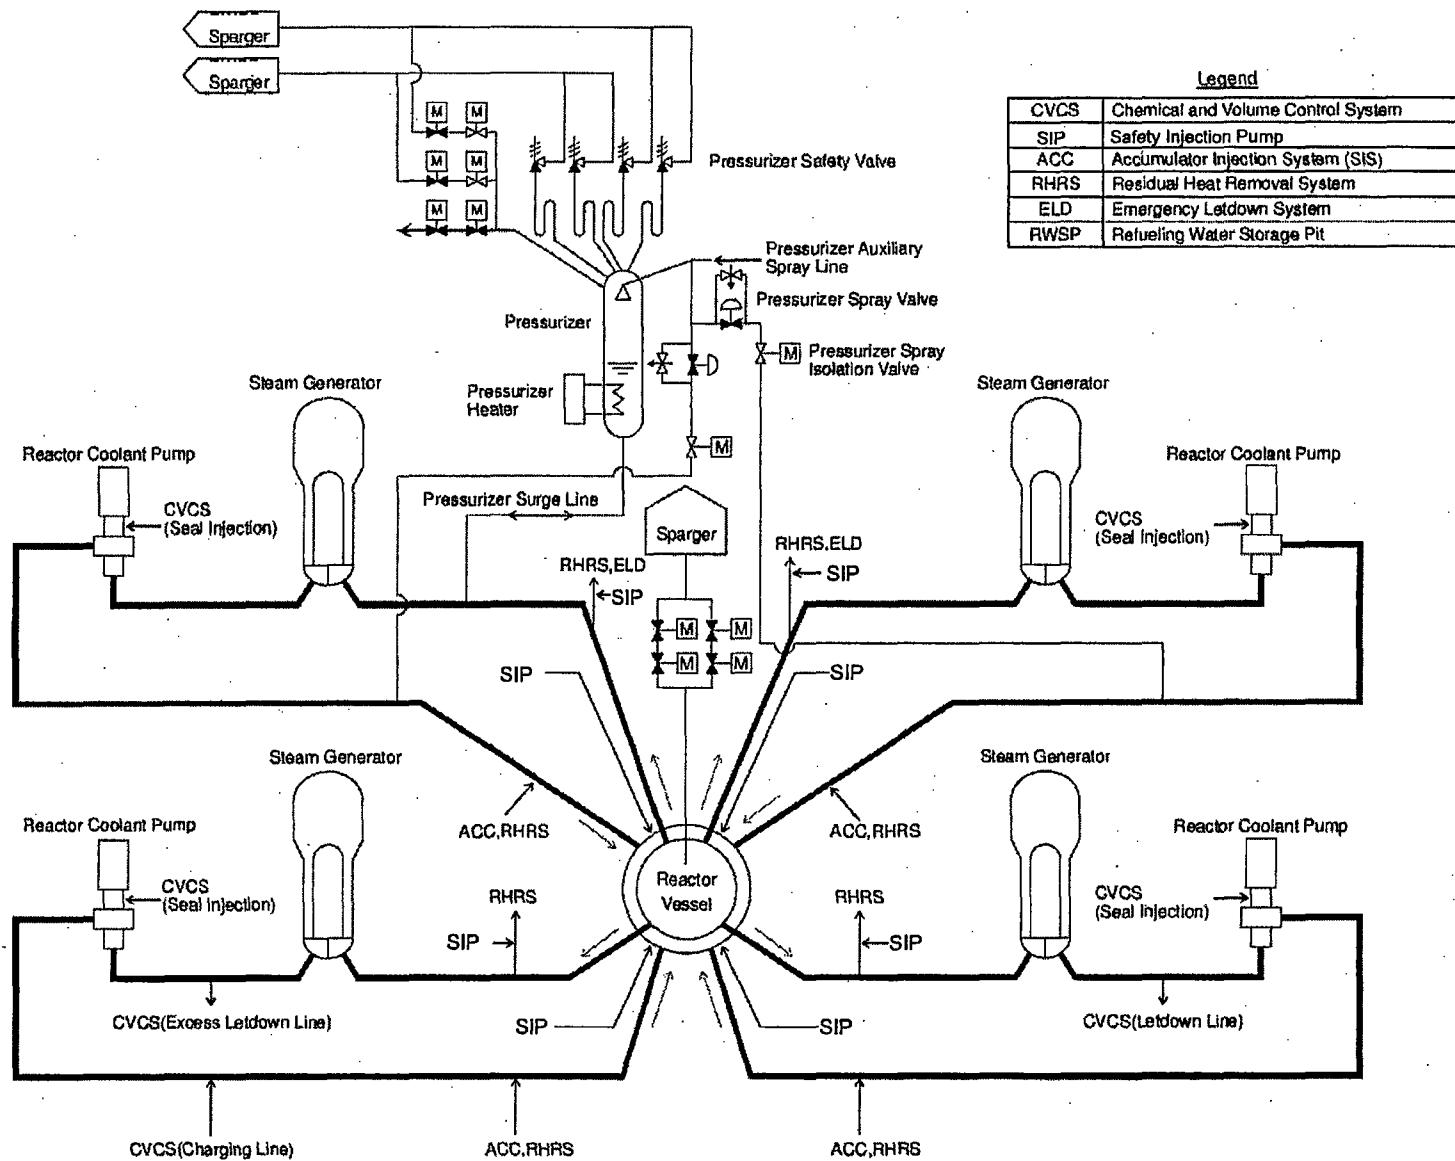 Sparger
Sparger
Legend
CVCS Chemical and Volume Control System
SIP Safety Injection Pump
ACC Accumulator Injection System (SIS)
RHRS Residual Heat Removal System
ELD Emergency Letdown System
RWSP Refueling Water Storage Pit
M M
M M
M M
Pressurizer Safety Valve
Pressurizer Auxiliary
Spray Line
Pressurizer Spray Valve
Pressurizer
M
Pressurizer Spray
Isolation Valve
Pressurizer
Heater
M
Steam Generator
Steam Generator
Reactor Coolant Pump
Reactor Coolant Pump
CVCS
(Seal Injection)
CVCS
(Seal Injection)
Pressurizer Surge Line
Sparger
RHRS,ELD
SIP
RHRS,ELD
SIP
M M
M M
SIP
SIP
Steam Generator
Steam Generator
Reactor Coolant Pump
Reactor Coolant Pump
ACC,RHRS
ACC,RHRS
CVCS
(Seal Injection)
CVCS
(Seal Injection)
Reactor
Vessel
RHRS
SIP
RHRS
SIP
CVCS(Excess Letdown Line)
SIP
SIP
CVCS(Letdown Line)
CVCS(Charging Line)
ACC,RHRS
ACC,RHRS